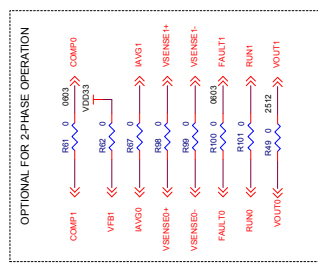 OPTIONAL FOR 2-PHASE OPERATION
COMP1 R61 0 0603 COMP0
VFB1 R62 0 VDD33
IAVG0 R67 0 IAVG1
VSENSE0+ R98 0 VSENSE1+
VSENSE0- R99 0 VSENSE1-
FAULT0 R100 0 0603 FAULT1
RUN0 R101 0 RUN1
VOUT0 R49 0 2512 VOUT1